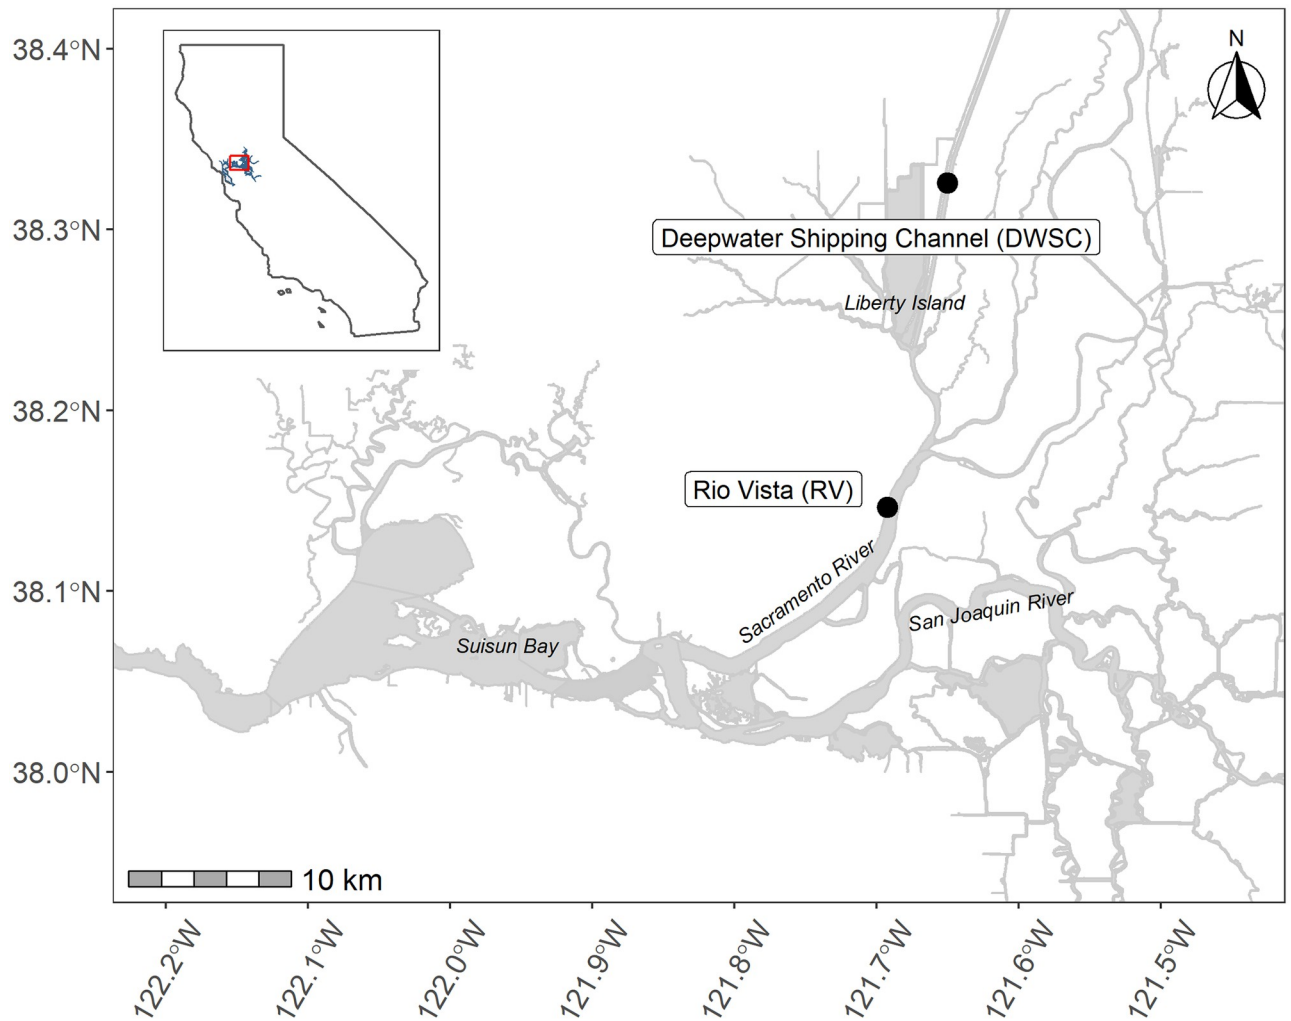 38.4°N
N
38.3°N
Deepwater Shipping Channel (DWSC)
Liberty Island
38.2°N
Rio Vista (RV)
Sacramento River
38.1°N
San Joaquin River
Suisun Bay
38.0°N
10 km
122.2°W
122.1°W
122.0°W
121.9°W
121.8°W
121.7°W
121.6°W
121.5°W